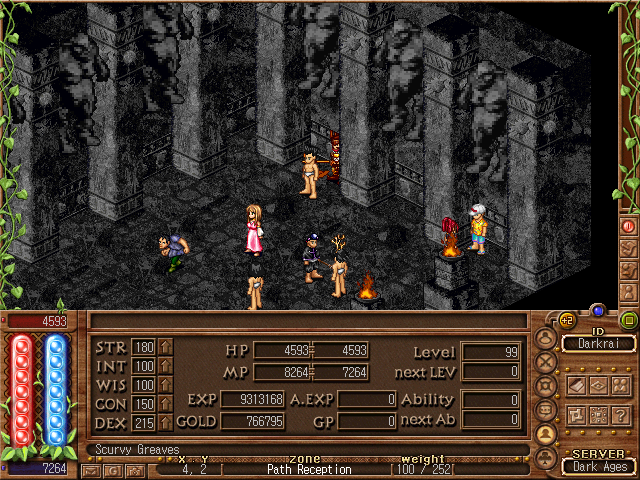 4593
STR 180
INT 100
WIS 100
CON 150
DEX 215
HP 4593 4593
MP 8264 7264
EXP 9313168 A.EXP 0
GOLD 766795 GP 0
Level 99
next LEV 0
Ability 0
next Ab 0
+2
ID
Darkrai
?
Scurvy Greaves
7264
G
x, y zone weight
4, 2 Path Reception [100 / 252]
SERVER
Dark Ages